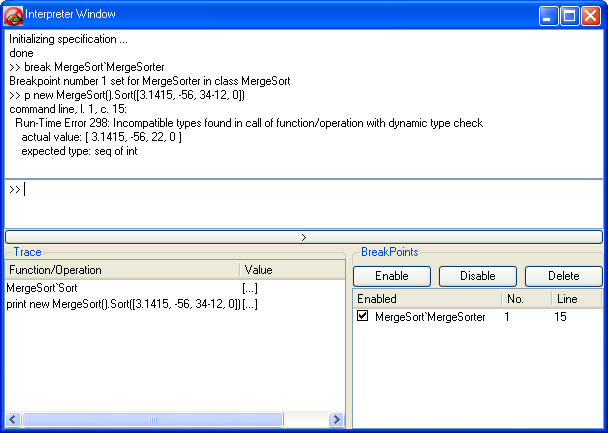 Interpreter Window
Initializing specification ...
done
>> break MergeSort`MergeSorter
Breakpoint number 1 set for MergeSorter in class MergeSort
>> p new MergeSort().Sort([3.1415, -56, 34-12, 0])
command line, l. 1, c. 15:
Run-Time Error 298: Incompatible types found in call of function/operation with dynamic type check
actual value: [ 3.1415, -56, 22, 0 ]
expected type: seq of int
>>
>
Trace
Function/Operation Value
MergeSort`Sort [...]
print new MergeSort().Sort([3.1415, -56, 34-12, 0]) [...]
BreakPoints
Enable Disable Delete
Enabled No. Line
MergeSort`MergeSorter 1 15